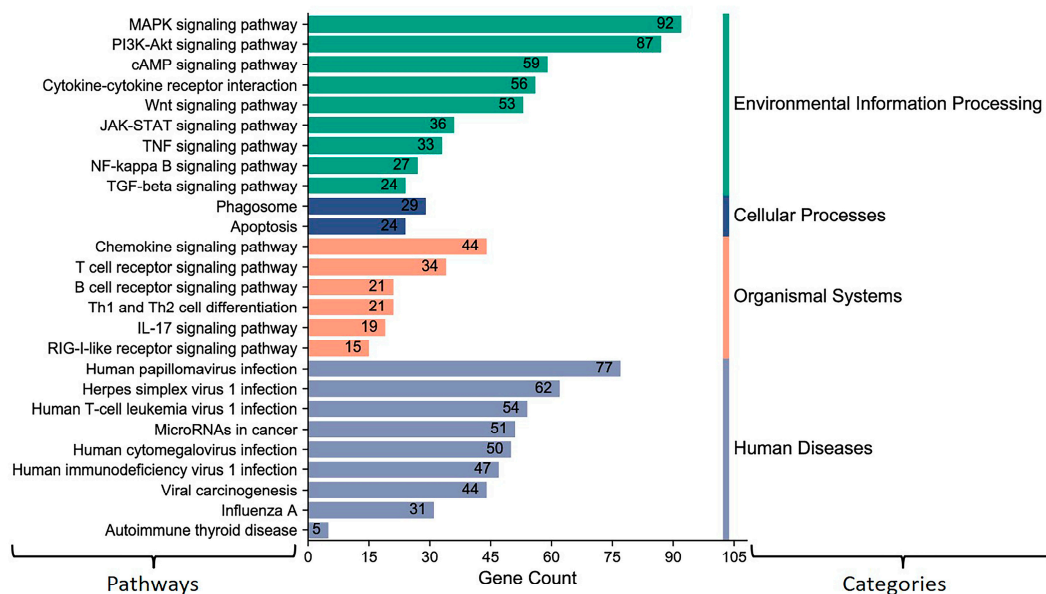 MAPK signaling pathway 92
PI3K-Akt signaling pathway 87
cAMP signaling pathway 59
Cytokine-cytokine receptor interaction 56
Wnt signaling pathway 53
JAK-STAT signaling pathway 36
TNF signaling pathway 33
NF-kappa B signaling pathway 27
TGF-beta signaling pathway 24
Environmental Information Processing
Phagosome 29
Apoptosis 24
Cellular Processes
Chemokine signaling pathway 44
T cell receptor signaling pathway 34
B cell receptor signaling pathway 21
Th1 and Th2 cell differentiation 21
IL-17 signaling pathway 19
RIG-I-like receptor signaling pathway 15
Organismal Systems
Human papillomavirus infection 77
Herpes simplex virus 1 infection 62
Human T-cell leukemia virus 1 infection 54
MicroRNAs in cancer 51
Human cytomegalovirus infection 50
Human immunodeficiency virus 1 infection 47
Viral carcinogenesis 44
Influenza A 31
Autoimmune thyroid disease 5
Human Diseases
0 15 30 45 60 75 90 105
Pathways
Gene Count
Categories